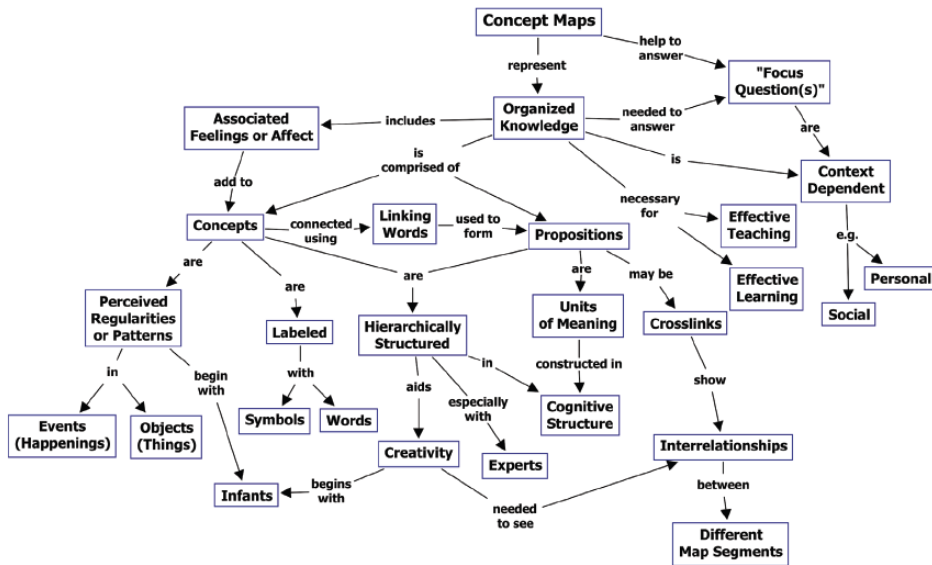 Concept Maps
help to
answer
represent
"Focus
Question(s)"
Organized
Knowledge
needed to
answer
Associated
Feelings or Affect
includes
are
is
comprised of
is
Context
Dependent
add to
necessary
for
Concepts
connected
using
Linking
Words
used to
form
Propositions
Effective
Teaching
e.g.
are
are
are
are
may be
Effective
Learning
Personal
Perceived
Regularities
or Patterns
Labeled
Hierarchically
Structured
Units
of Meaning
Crosslinks
Social
in
begin
with
with
aids
in
constructed in
show
especially
with
Events
(Happenings)
Objects
(Things)
Symbols
Words
Cognitive
Structure
Creativity
Experts
Interrelationships
Infants
begins
with
needed
to see
between
Different
Map Segments